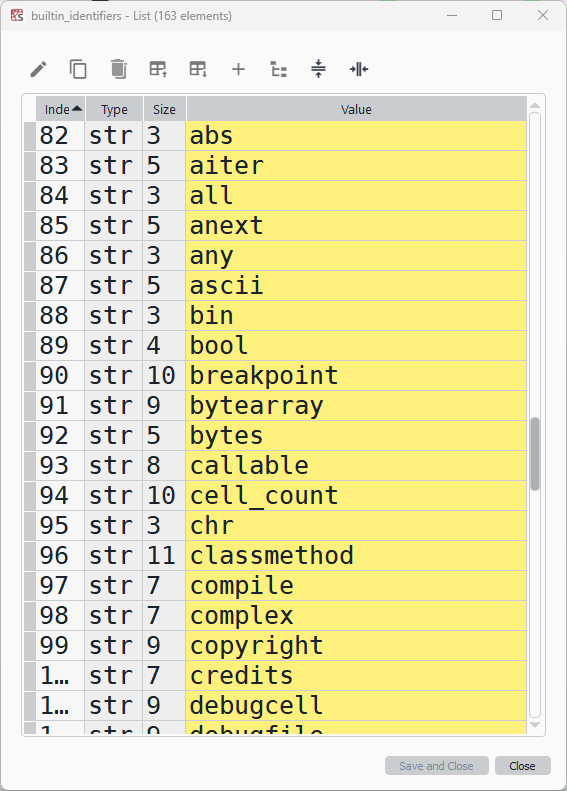 builtin_identifiers - List (163 elements)
Inde Type Size Value
82 str 3 abs
83 str 5 aiter
84 str 3 all
85 str 5 anext
86 str 3 any
87 str 5 ascii
88 str 3 bin
89 str 4 bool
90 str 10 breakpoint
91 str 9 bytearray
92 str 5 bytes
93 str 8 callable
94 str 10 cell_count
95 str 3 chr
96 str 11 classmethod
97 str 7 compile
98 str 7 complex
99 str 9 copyright
1... str 7 credits
1... str 9 debugcell
1... str 9 debugfile
Save and Close Close